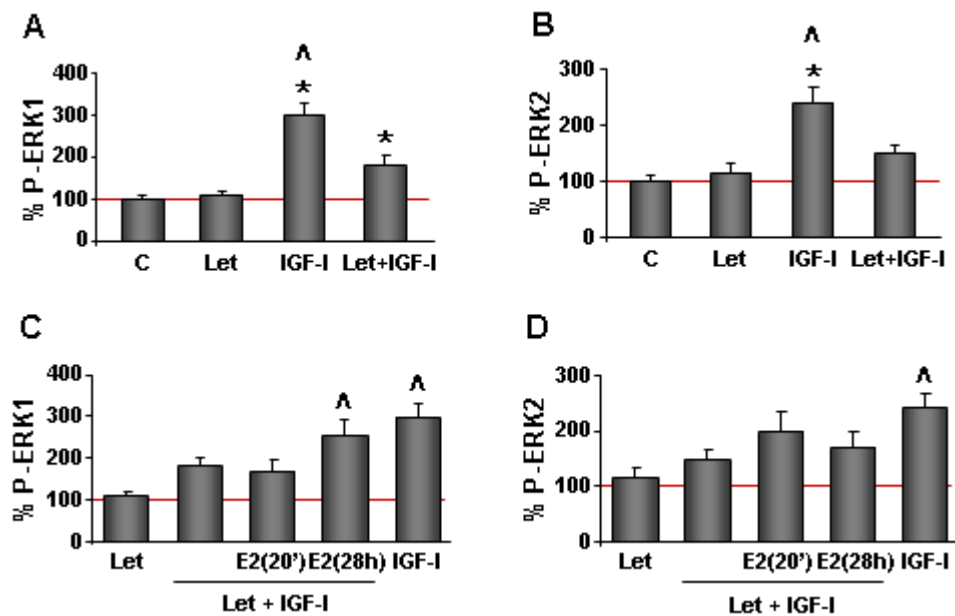 A
% P-ERK1
400
300
200
100
0
^
*
*
C Let IGF-I Let+IGF-I
B
% P-ERK2
300
200
100
0
^
*
C Let IGF-I Let+IGF-I
C
% P-ERK1
400
300
200
100
0
^
^
Let E2(20') E2(28h) IGF-I
Let + IGF-I
D
% P-ERK2
300
200
100
0
^
Let E2(20') E2(28h) IGF-I
Let + IGF-I